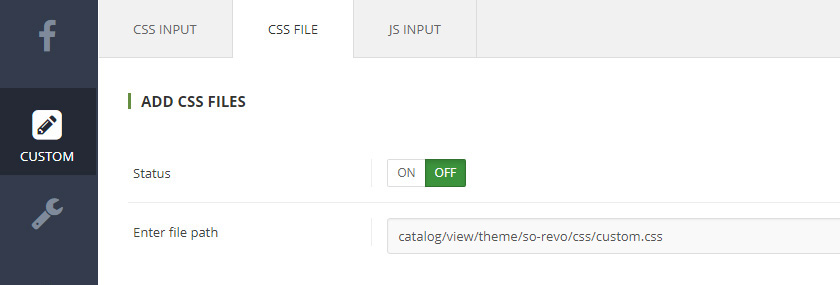 CSS INPUT CSS FILE JS INPUT
ADD CSS FILES
CUSTOM
Status ON OFF
Enter file path catalog/view/theme/so-revo/css/custom.css